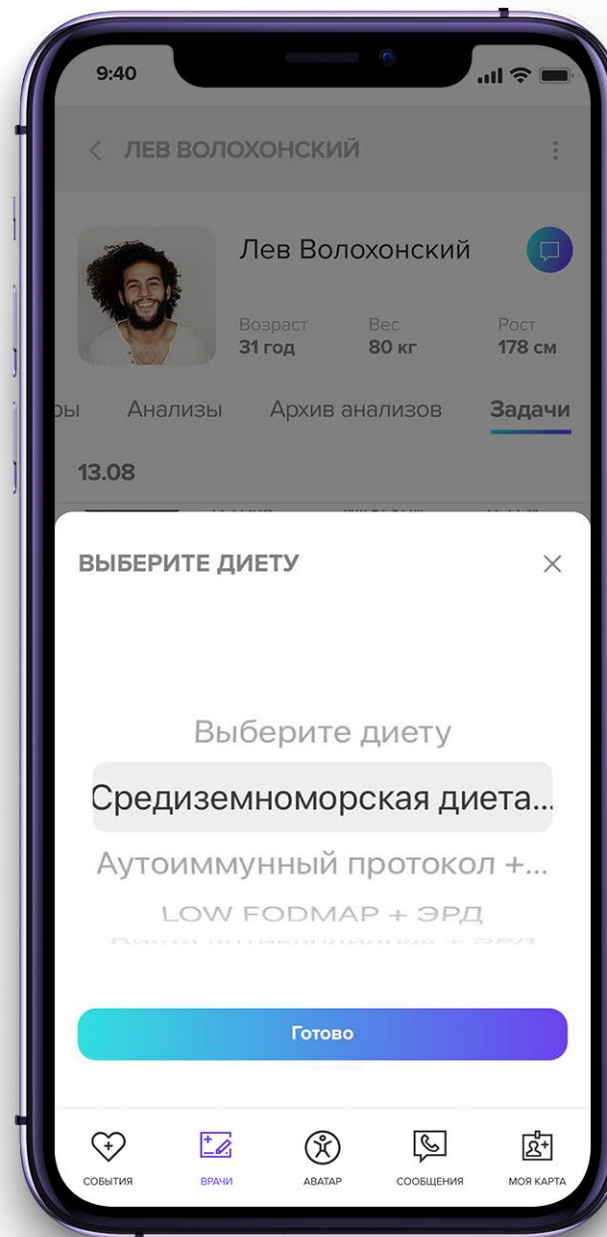 9:40
ЛЕВ ВОЛОХОНСКИЙ
Лев Волохонский
Возраст Вес Рост
31 год 80 кг 178 см
ры Анализы Архив анализов Задачи
13.08
ВЫБЕРИТЕ ДИЕТУ
Выберите диету
Средиземноморская диета...
Аутоиммунный протокол +...
LOW FODMAP + ЭРД
Готово
СОБЫТИЯ ВРАЧИ АВАТАР СООБЩЕНИЯ МОЯ КАРТА